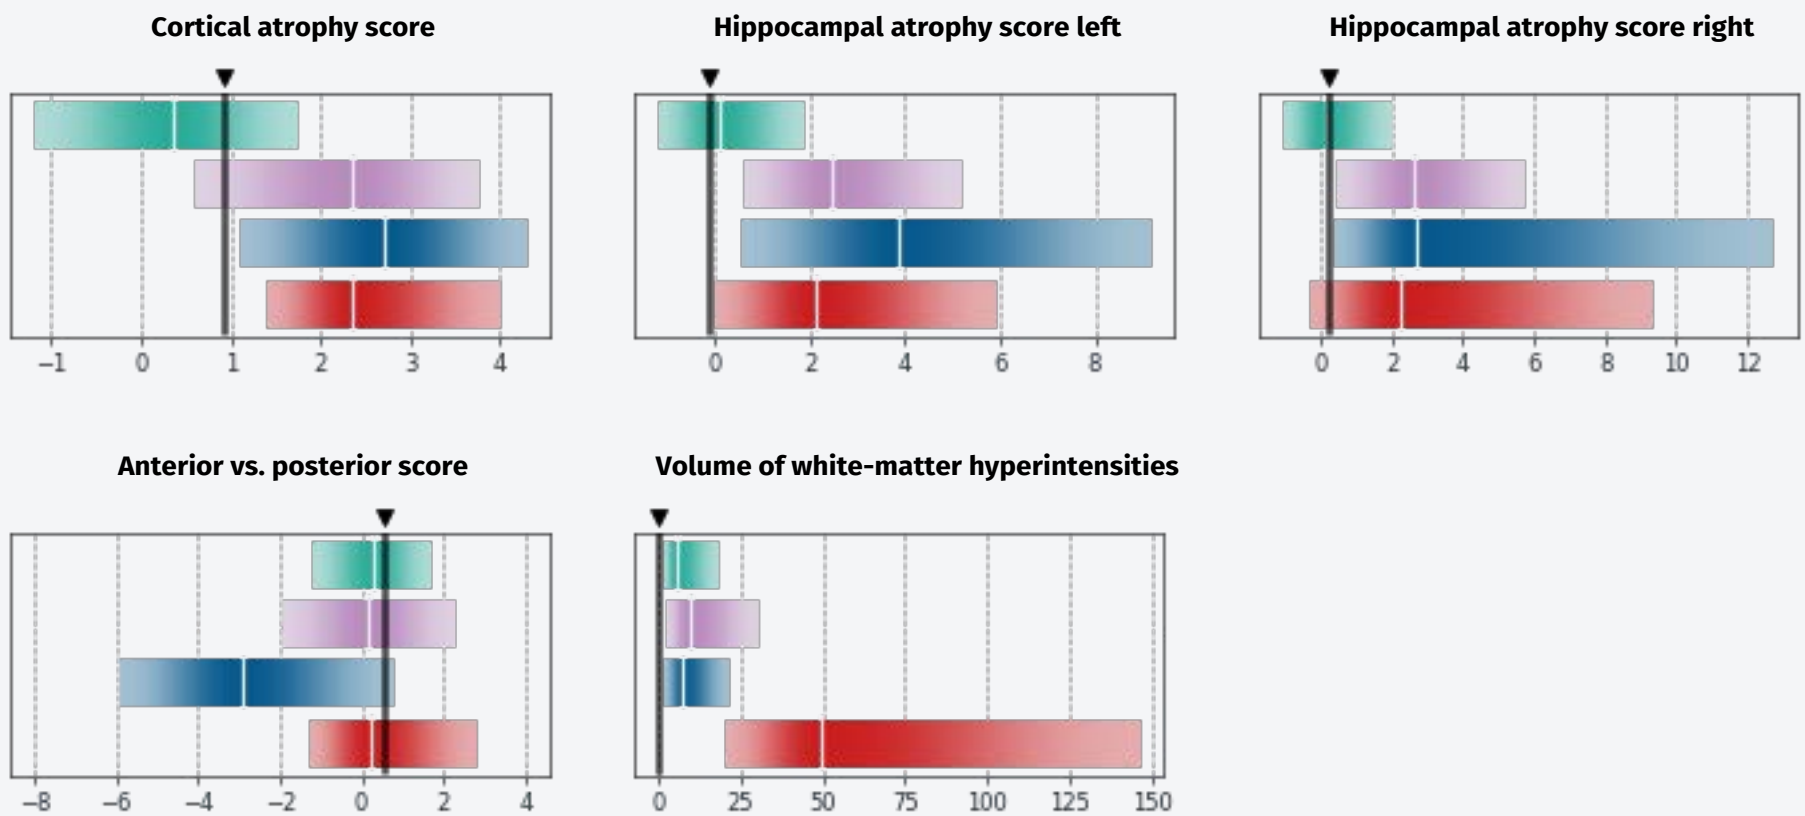 Cortical atrophy score
−1 0 1 2 3 4
Hippocampal atrophy score left
0 2 4 6 8
Hippocampal atrophy score right
0 2 4 6 8 10 12
Anterior vs. posterior score
−8 −6 −4 −2 0 2 4
Volume of white-matter hyperintensities
0 25 50 75 100 125 150